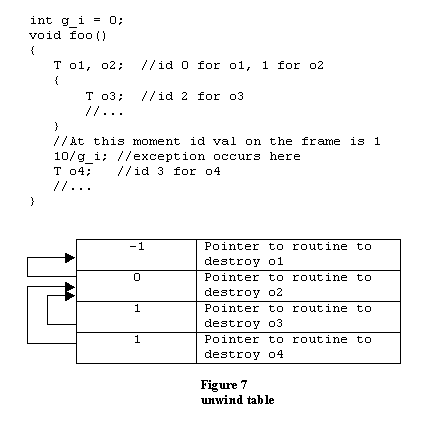 int g_i = 0;
void foo()
{
T o1, o2;  //id 0 for o1, 1 for o2
{
T o3;  //id 2 for o3
//...
}
//At this moment id val on the frame is 1
10/g_i; //exception occurs here
T o4;   //id 3 for o4
//...
}
-1 Pointer to routine to
destroy o1
0 Pointer to routine to
destroy o2
1 Pointer to routine to
destroy o3
1 Pointer to routine to
destroy o4
Figure 7
unwind table